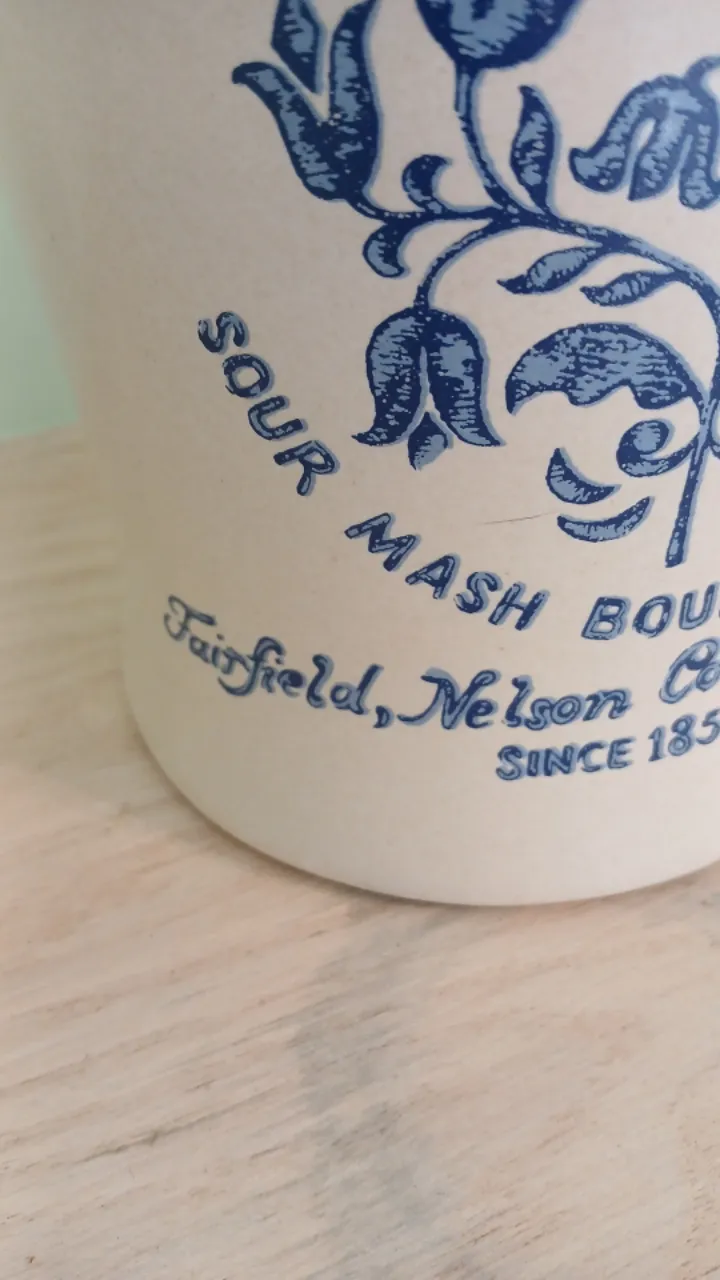 SOUR MASH BOU
Fairfield, Nelson Co
SINCE 185